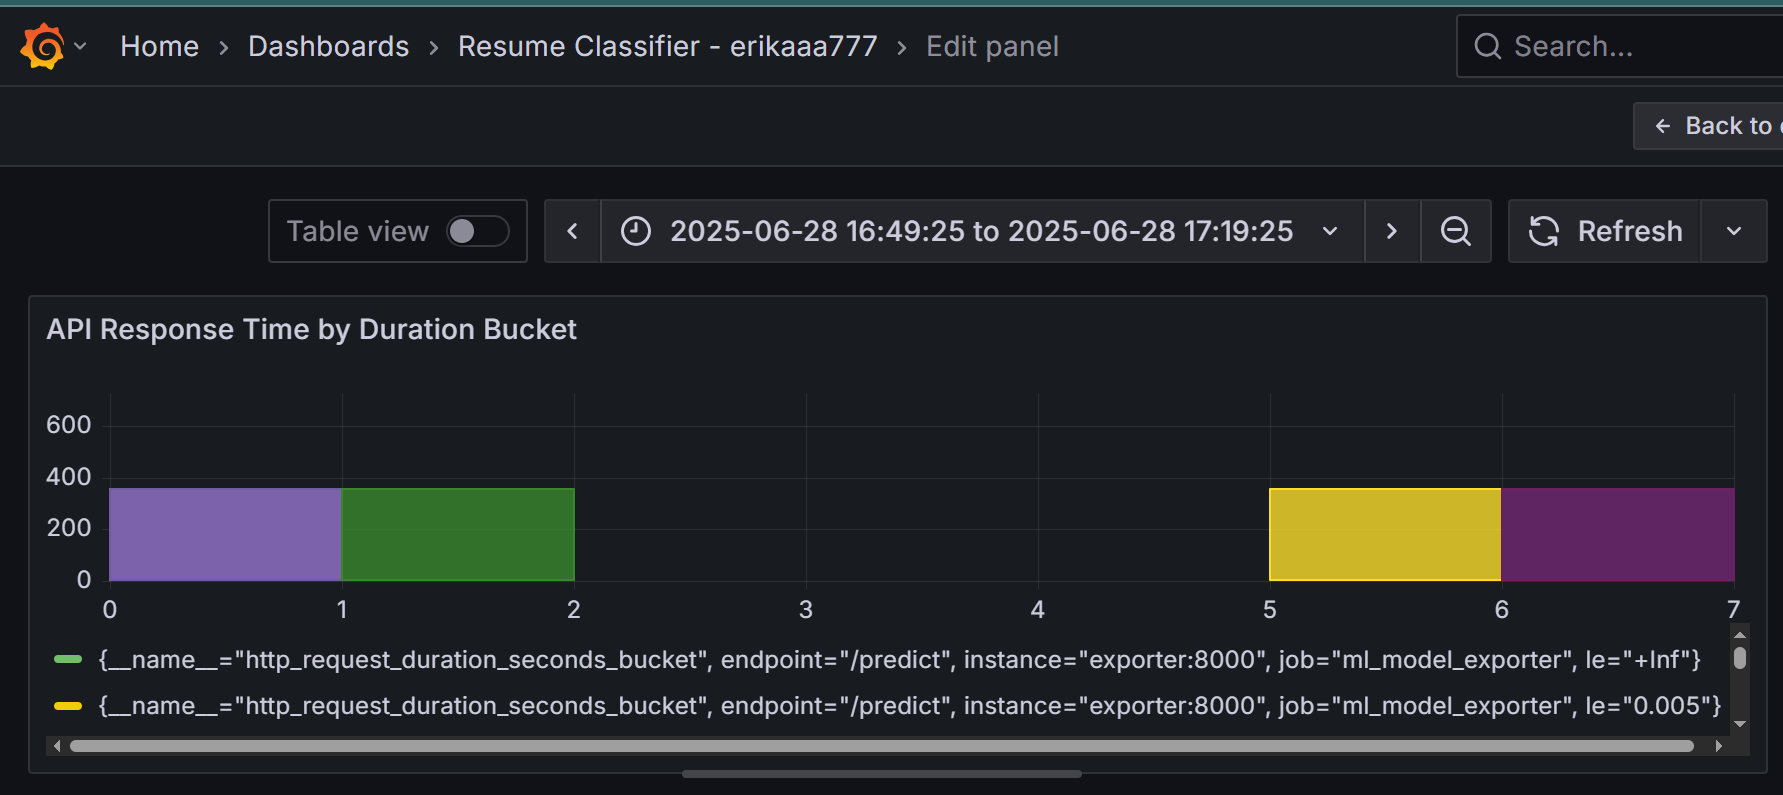 Home > Dashboards > Resume Classifier - erikaaa777 > Edit panel
Search...
← Back to
Table view
2025-06-28 16:49:25 to 2025-06-28 17:19:25
Refresh
API Response Time by Duration Bucket
600
400
200
0
0 1 2 3 4 5 6 7
{__name__="http_request_duration_seconds_bucket", endpoint="/predict", instance="exporter:8000", job="ml_model_exporter", le="+Inf"}
{__name__="http_request_duration_seconds_bucket", endpoint="/predict", instance="exporter:8000", job="ml_model_exporter", le="0.005"}